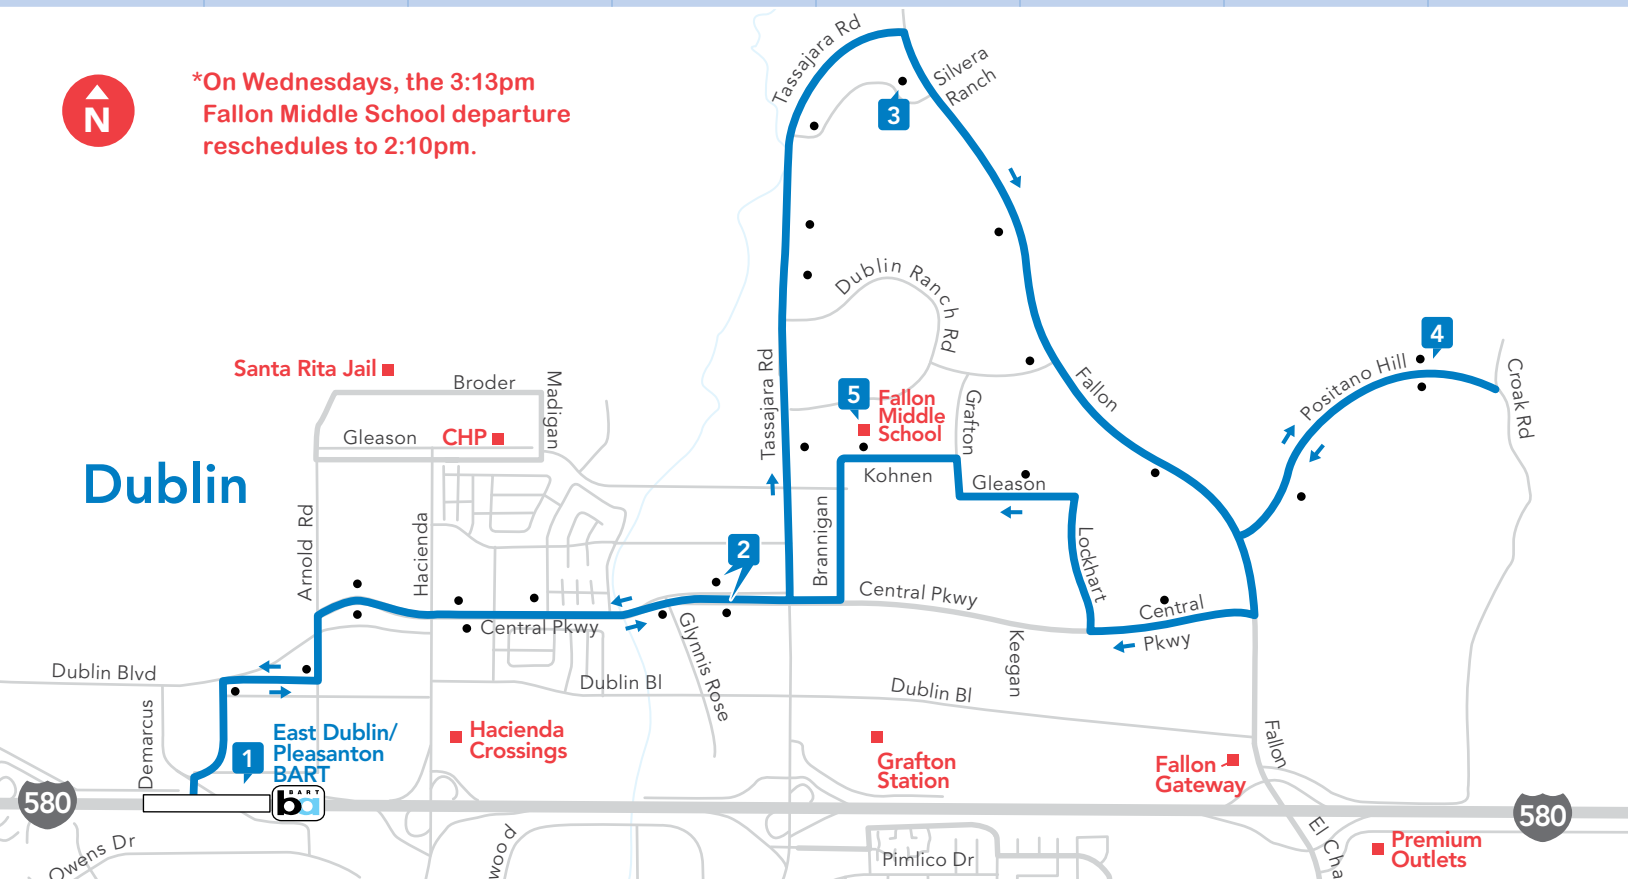 *On Wednesdays, the 3:13pm
Fallon Middle School departure
reschedules to 2:10pm.
N
Tassajara Rd
Silvera
Ranch
3
Dublin Ranch Rd
4
Positano Hill
Croak Rd
Santa Rita Jail
Broder
Madigan
Gleason
CHP
Tassajara Rd
5
Fallon
Middle
School
Grafton
Fallon
Dublin
Kohnen
Gleason
Arnold Rd
Hacienda
2
Brannigan
Lockhart
Central Pkwy
Central
Pkwy
Central Pkwy
Glynnis Rose
Keegan
Dublin Blvd
Dublin Bl
Dublin Bl
Demarcus
1
East Dublin/
Pleasanton
BART
Hacienda
Crossings
Grafton
Station
Fallon
Gateway
Fallon
580
BART
ba
580
Owens Dr
wood
Pimlico Dr
El Cha
Premium
Outlets